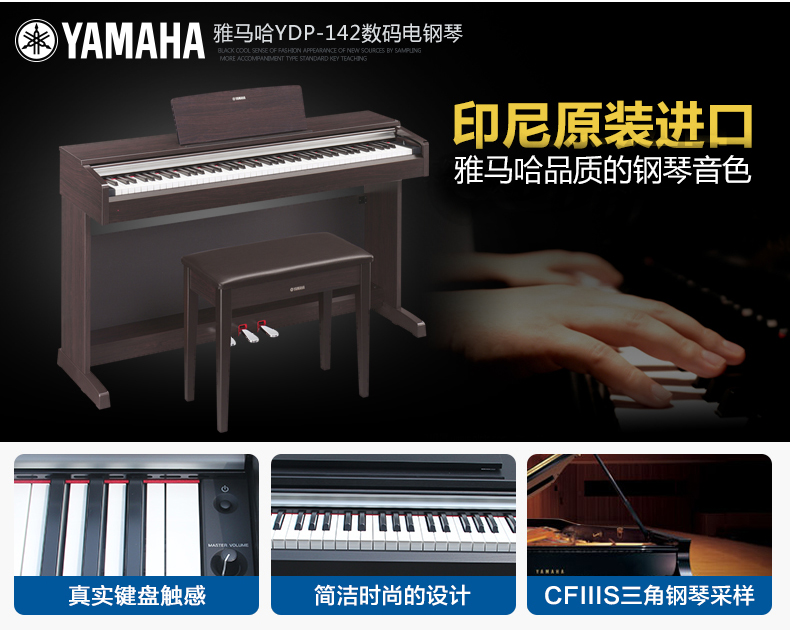 YAMAHA
雅马哈YDP-142数码电钢琴
BLACK COOL SENSE OF FASHION APPEARANCE OF NEW SOURCES BY SAMPLING
MORE ACCOMPANIMENT TYPE STANDARD KEY TEACHING
印尼原装进口
雅马哈品质的钢琴音色
YAMAHA
YAMAHA
MASTER VOLUME
真实键盘触感
简洁时尚的设计
YAMAHA
CFIIIS三角钢琴采样